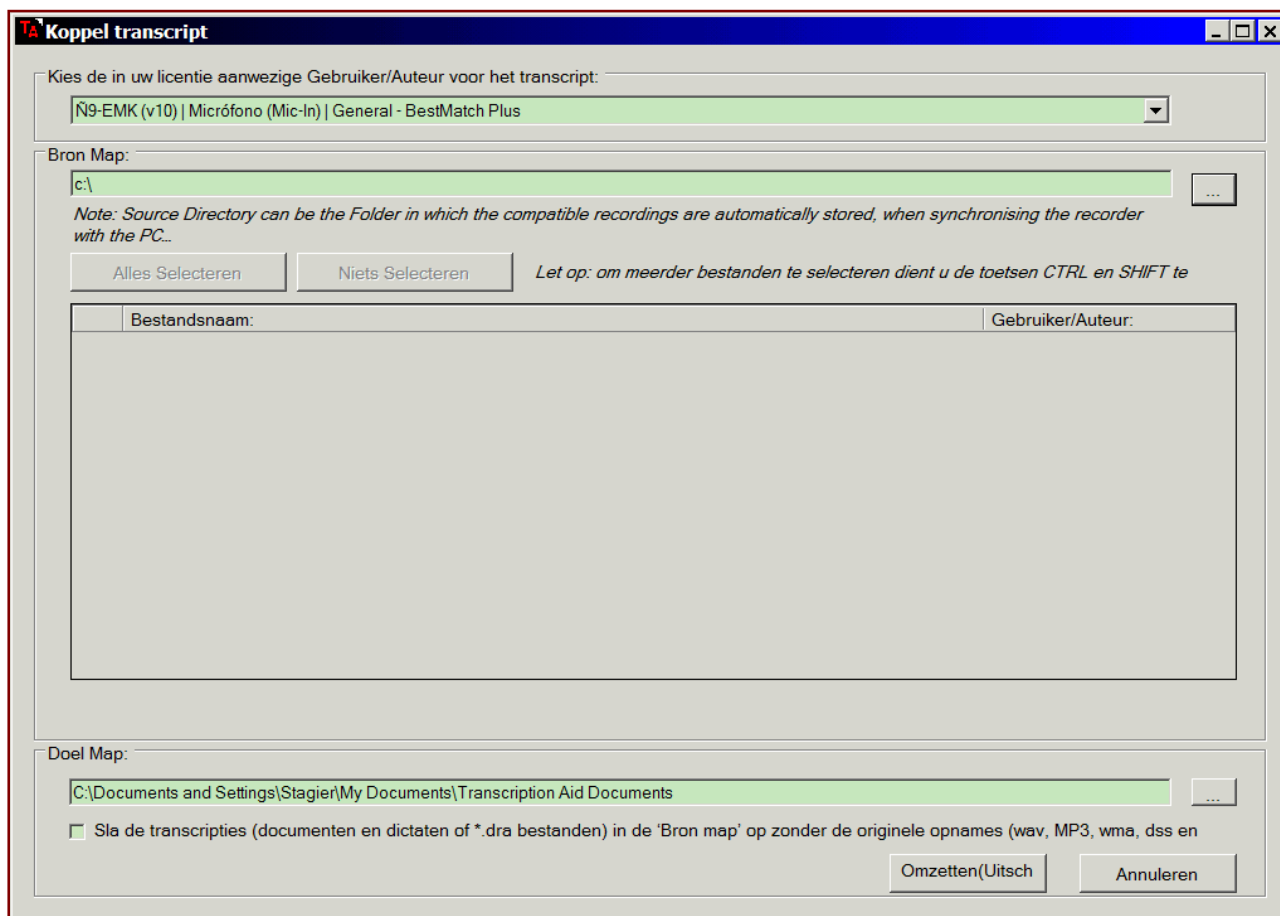 TA Koppel transcript
Kies de in uw licentie aanwezige Gebruiker/Auteur voor het transcript:
Ñ9-EMK (v10) | Micrófono (Mic-In) | General - BestMatch Plus
Bron Map:
c:\
...
Note: Source Directory can be the Folder in which the compatible recordings are automatically stored, when synchronising the recorder
with the PC...
Alles Selecteren Niets Selecteren Let op: om meerder bestanden te selecteren dient u de toetsen CTRL en SHIFT te
Bestandsnaam: Gebruiker/Auteur:
Doel Map:
C:\Documents and Settings\Stagier\My Documents\Transcription Aid Documents
...
Sla de transcripties (documenten en dictaten of *.dra bestanden) in de ‘Bron map’ op zonder de originele opnames (wav, MP3, wma, dss en
Omzetten(Uitsch Annuleren